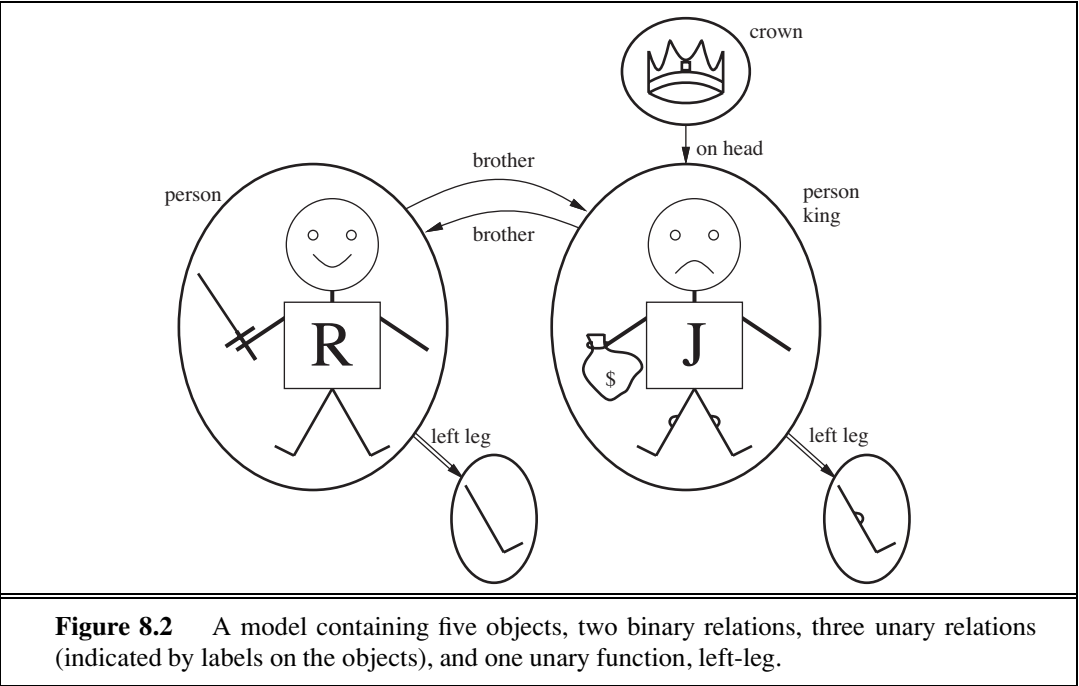 crown
on head
brother
person
person
king
brother
R
J
$
left leg
left leg
Figure 8.2 A model containing five objects, two binary relations, three unary relations
(indicated by labels on the objects), and one unary function, left-leg.